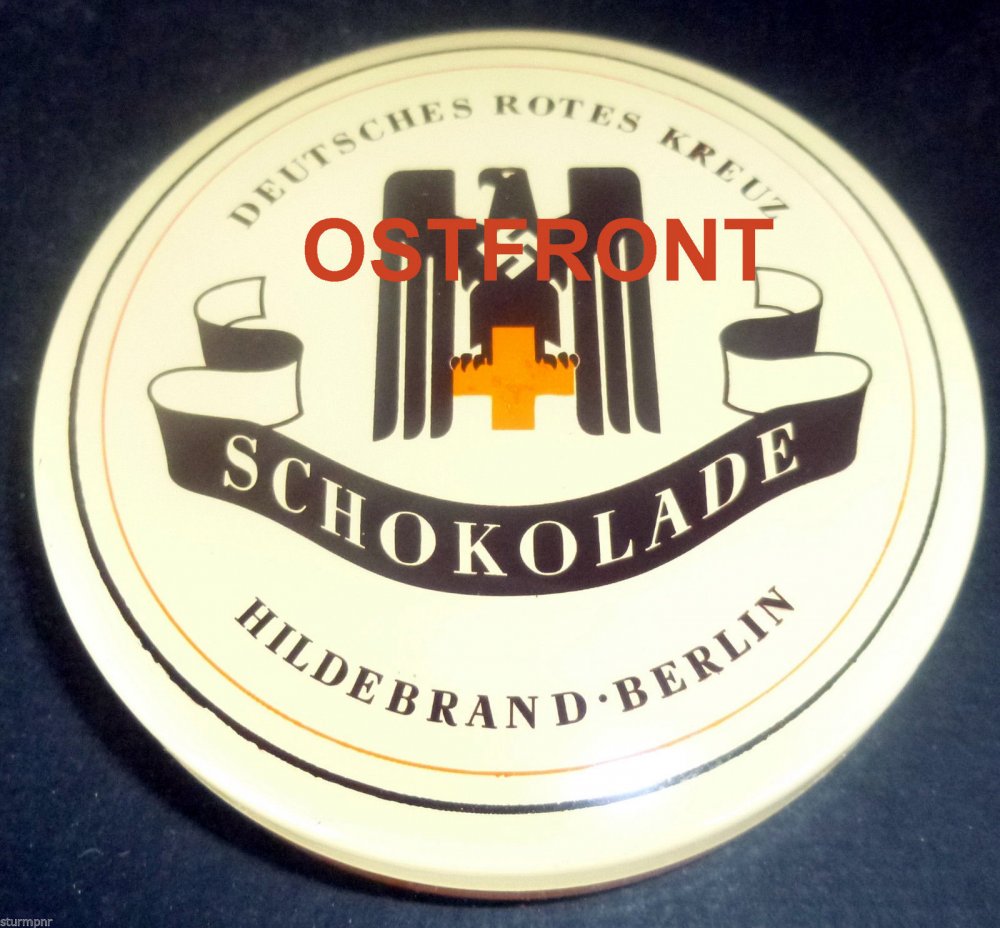 DEUTSCHES ROTES KREUZ
OSTFRONT
SCHOKOLADE
HILDEBRAND·BERLIN
sturmpnr